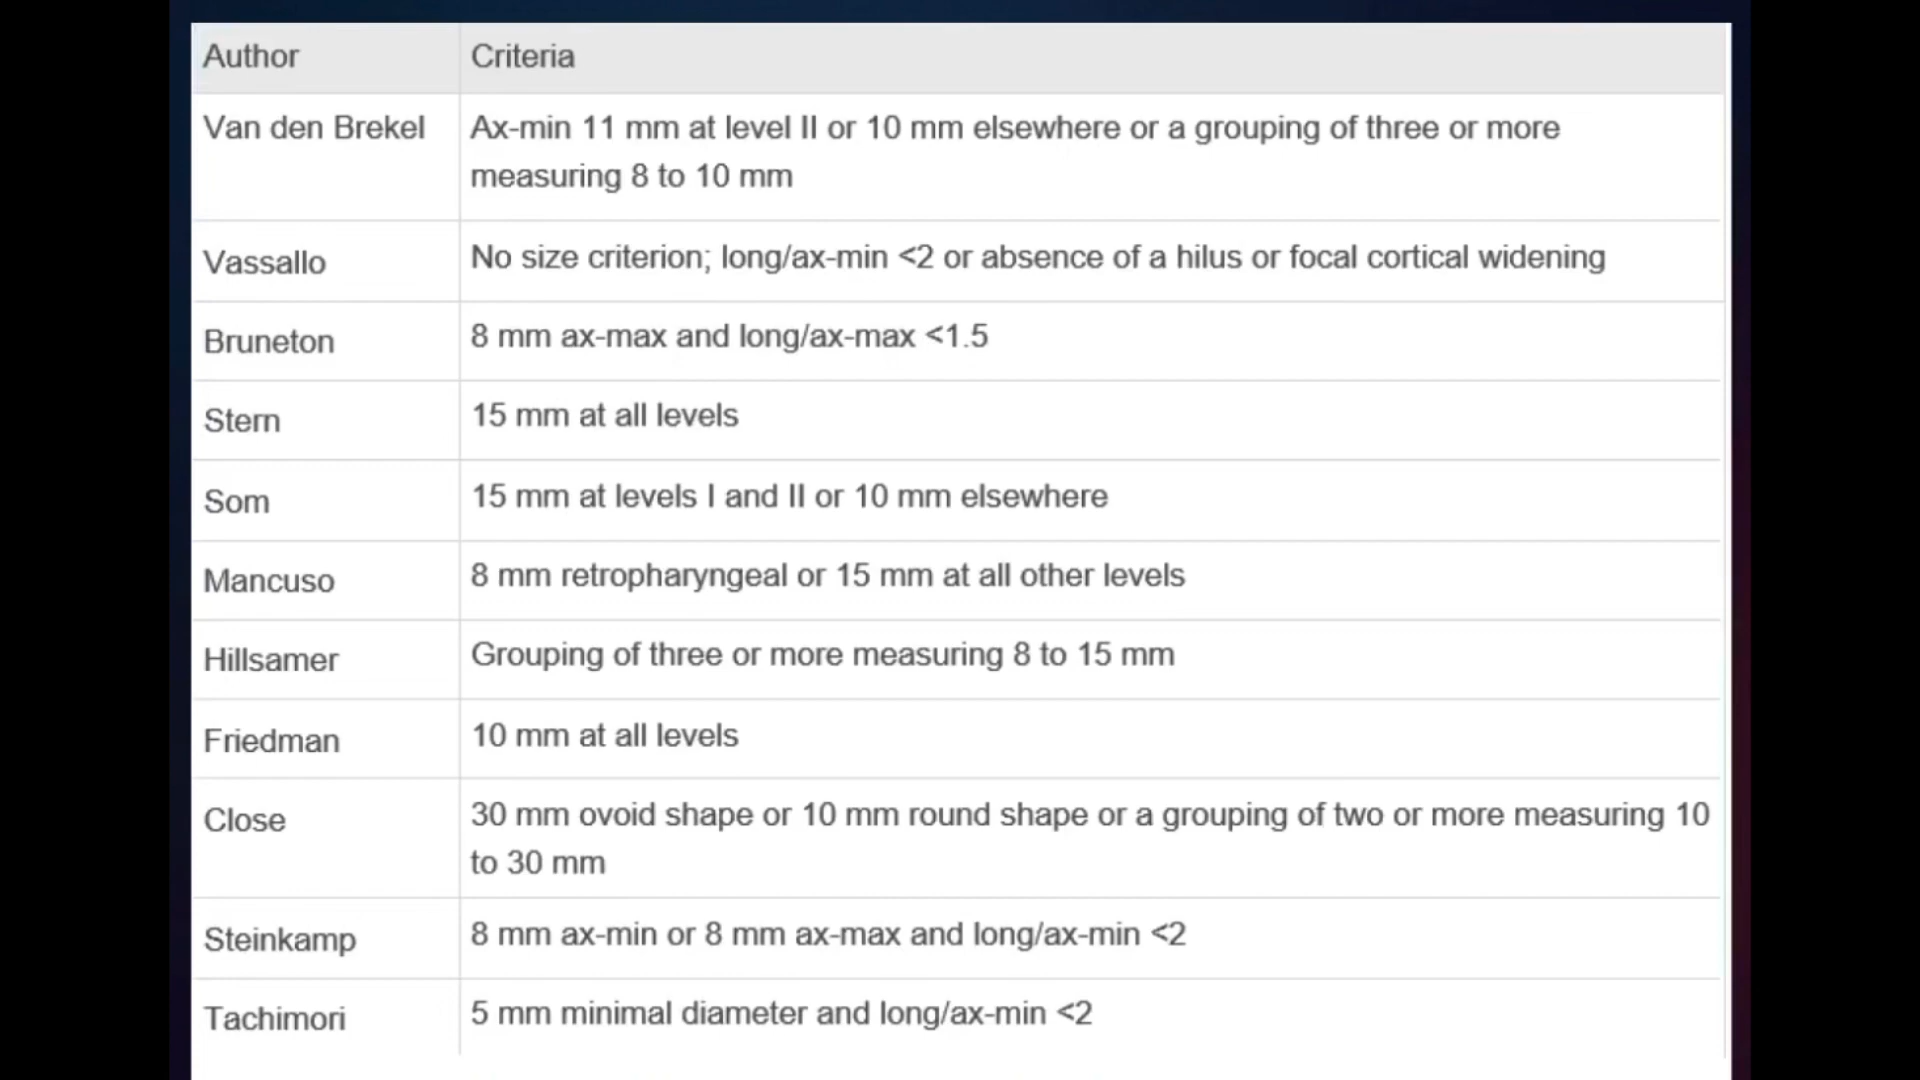 Author Criteria
Van den Brekel Ax-min 11 mm at level II or 10 mm elsewhere or a grouping of three or more
measuring 8 to 10 mm
Vassallo No size criterion; long/ax-min <2 or absence of a hilus or focal cortical widening
Bruneton 8 mm ax-max and long/ax-max <1.5
Stern 15 mm at all levels
Som 15 mm at levels I and II or 10 mm elsewhere
Mancuso 8 mm retropharyngeal or 15 mm at all other levels
Hillsamer Grouping of three or more measuring 8 to 15 mm
Friedman 10 mm at all levels
Close 30 mm ovoid shape or 10 mm round shape or a grouping of two or more measuring 10
to 30 mm
Steinkamp 8 mm ax-min or 8 mm ax-max and long/ax-min <2
Tachimori 5 mm minimal diameter and long/ax-min <2